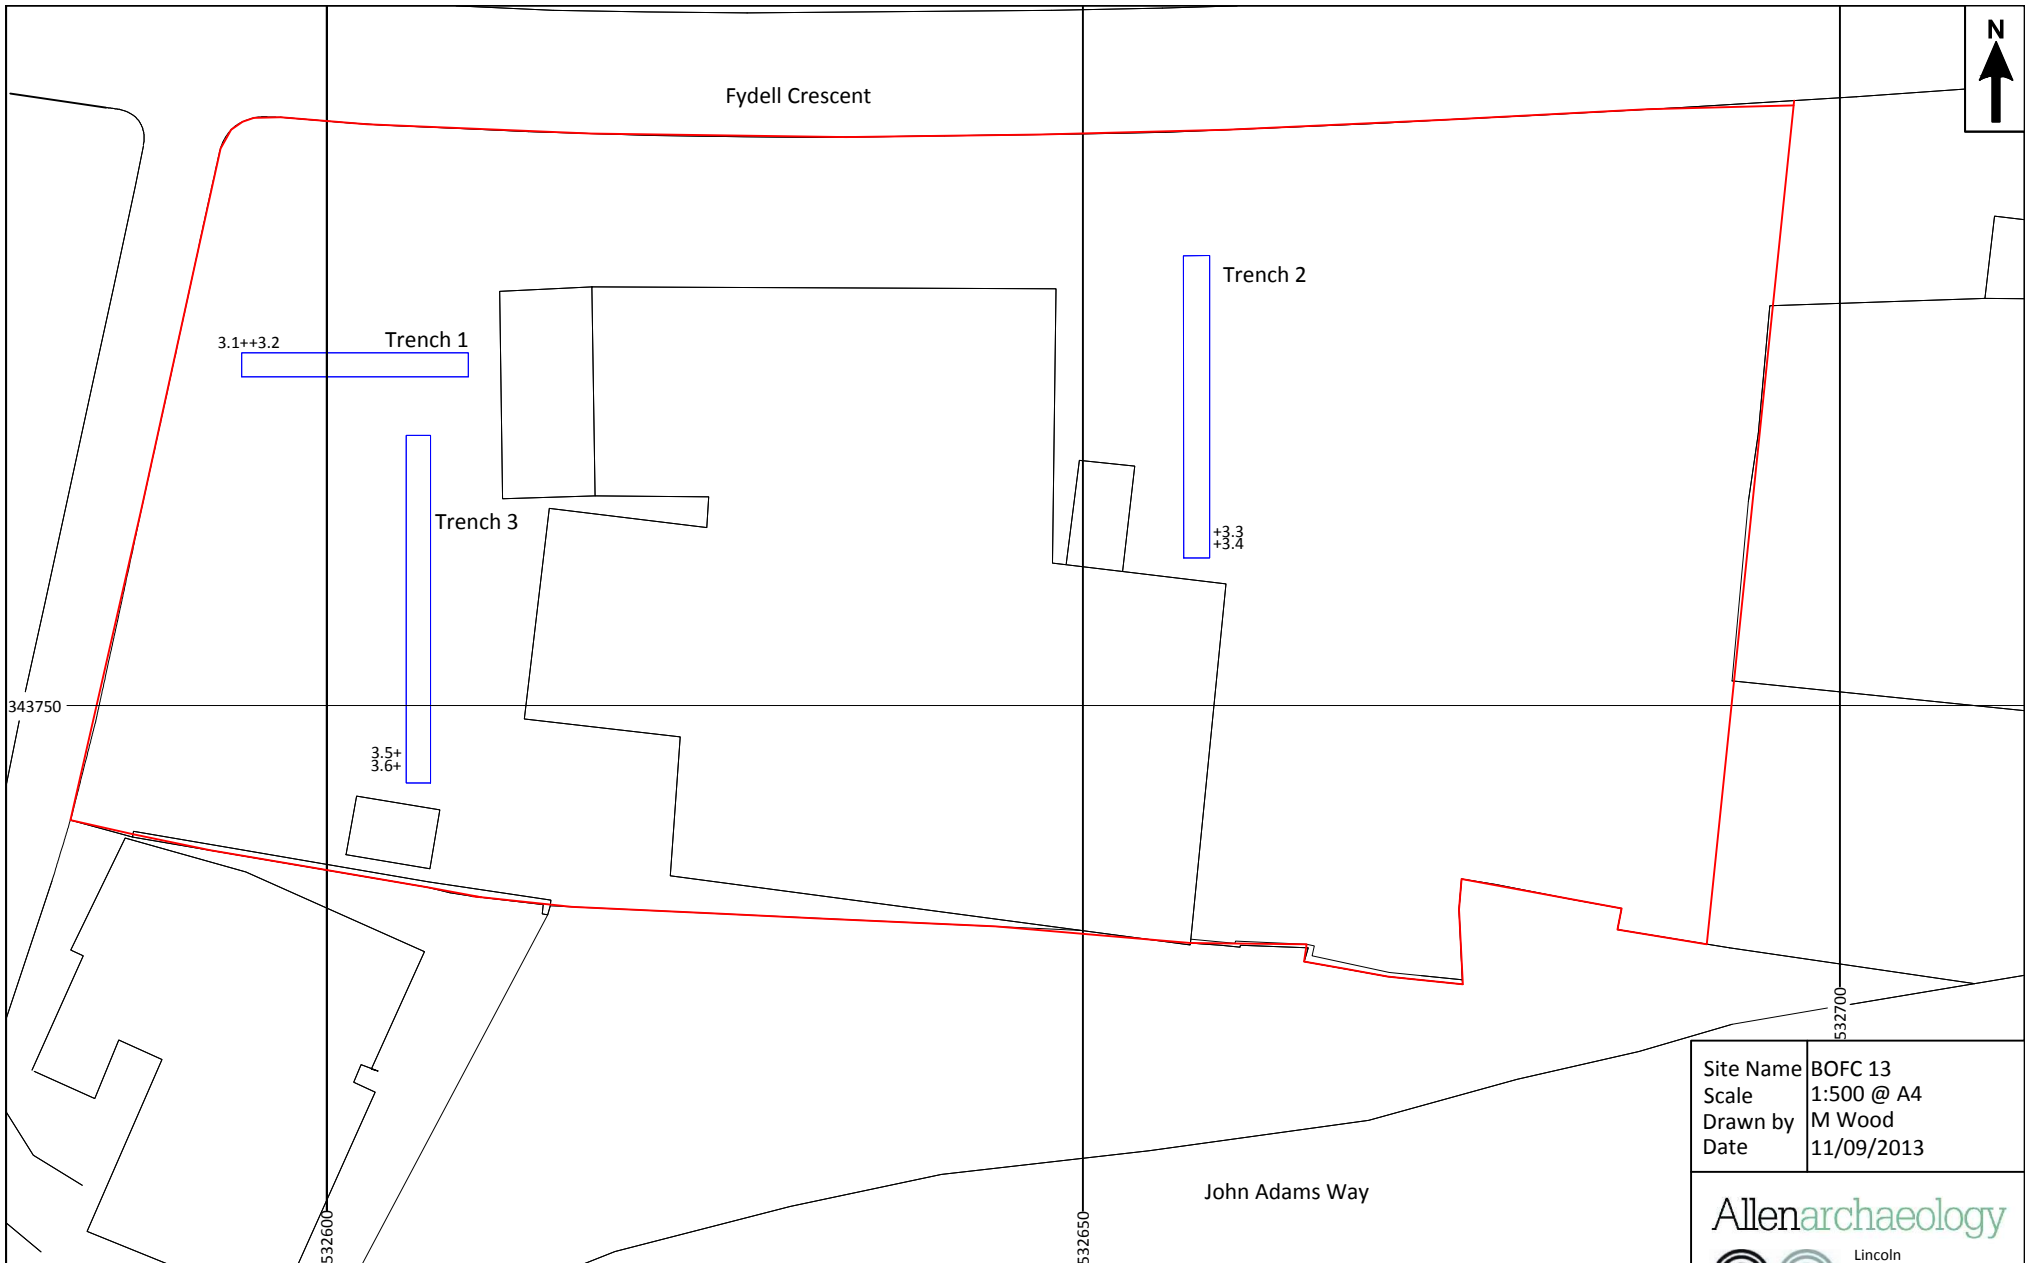 N
Fydell Crescent
Trench 2
3.1++3.2
Trench 1
Trench 3
+3.3
+3.4
343750
3.5+
3.6+
532700
532600
532650
John Adams Way
Site Name BOFC 13
Scale 1:500 @ A4
Drawn by M Wood
Date 11/09/2013
Allenarchaeology
Lincoln